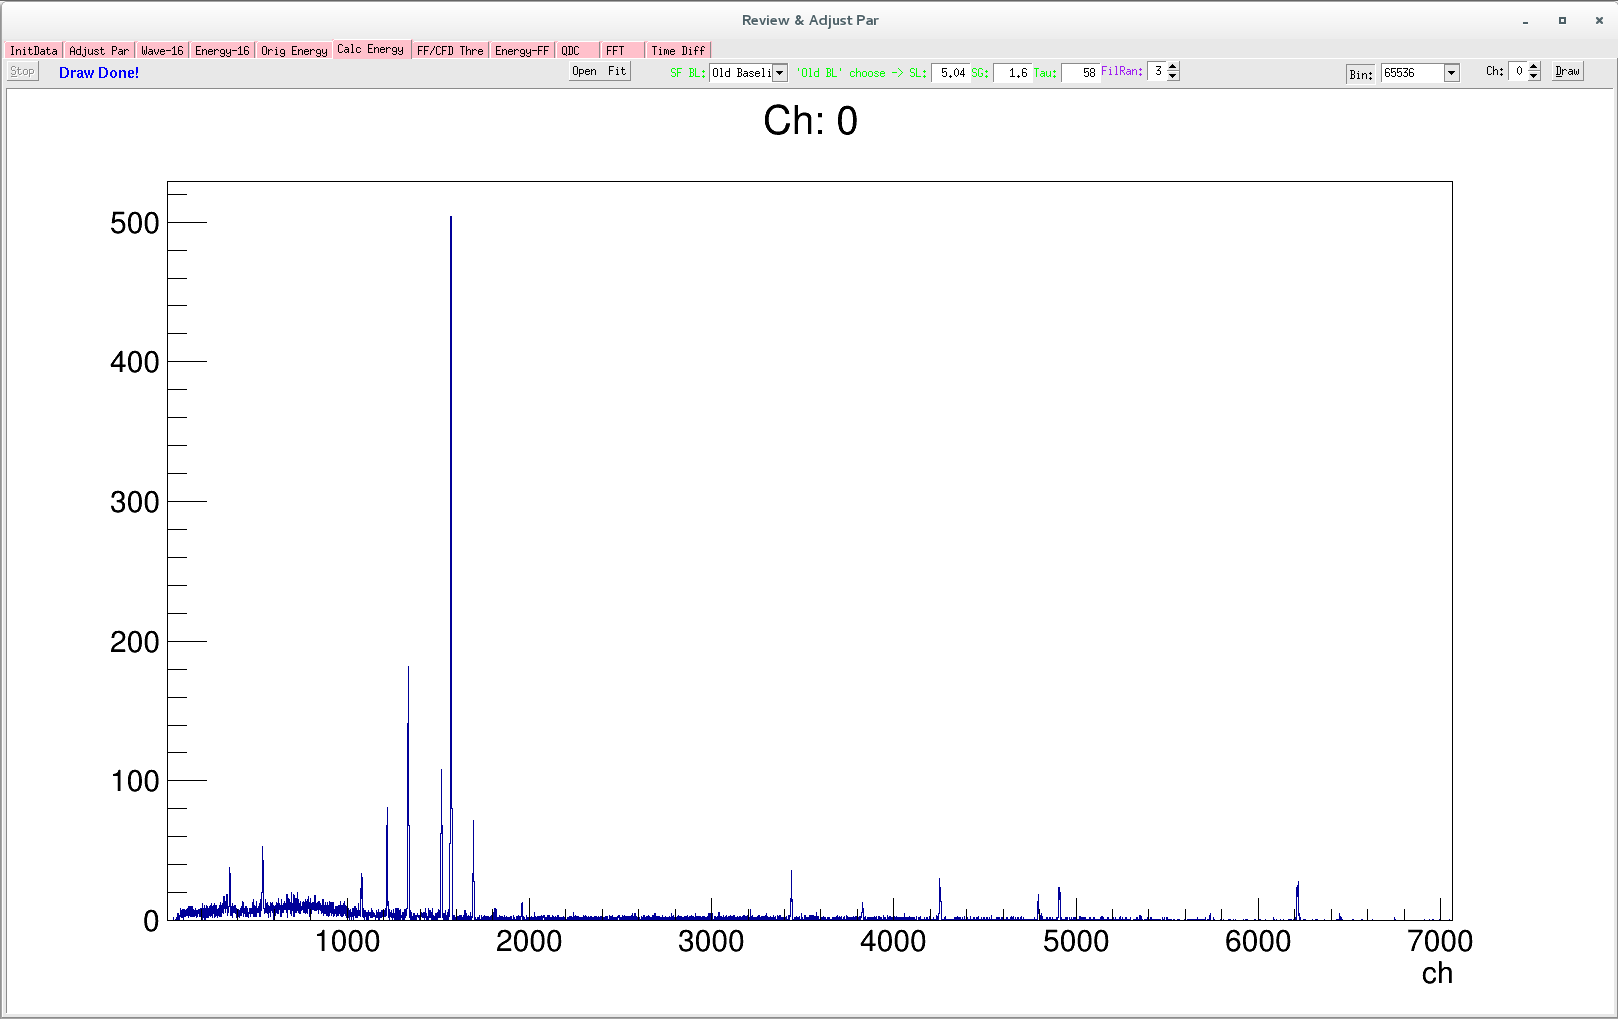 Review & Adjust Par
InitData Adjust Par Wave-16 Energy-16 Orig Energy Calc Energy FF/CFD Thre Energy-FF QDC FFT Time Diff
Stop Draw Done! Open Fit SF BL: Old Baseli 'Old BL' choose -> SL: 5.04 SG: 1.6 Tau: 58 FilRan: 3 Bin: 65536 Ch: 0 Draw
Ch: 0
500
400
300
200
100
0
1000 2000 3000 4000 5000 6000 7000
ch